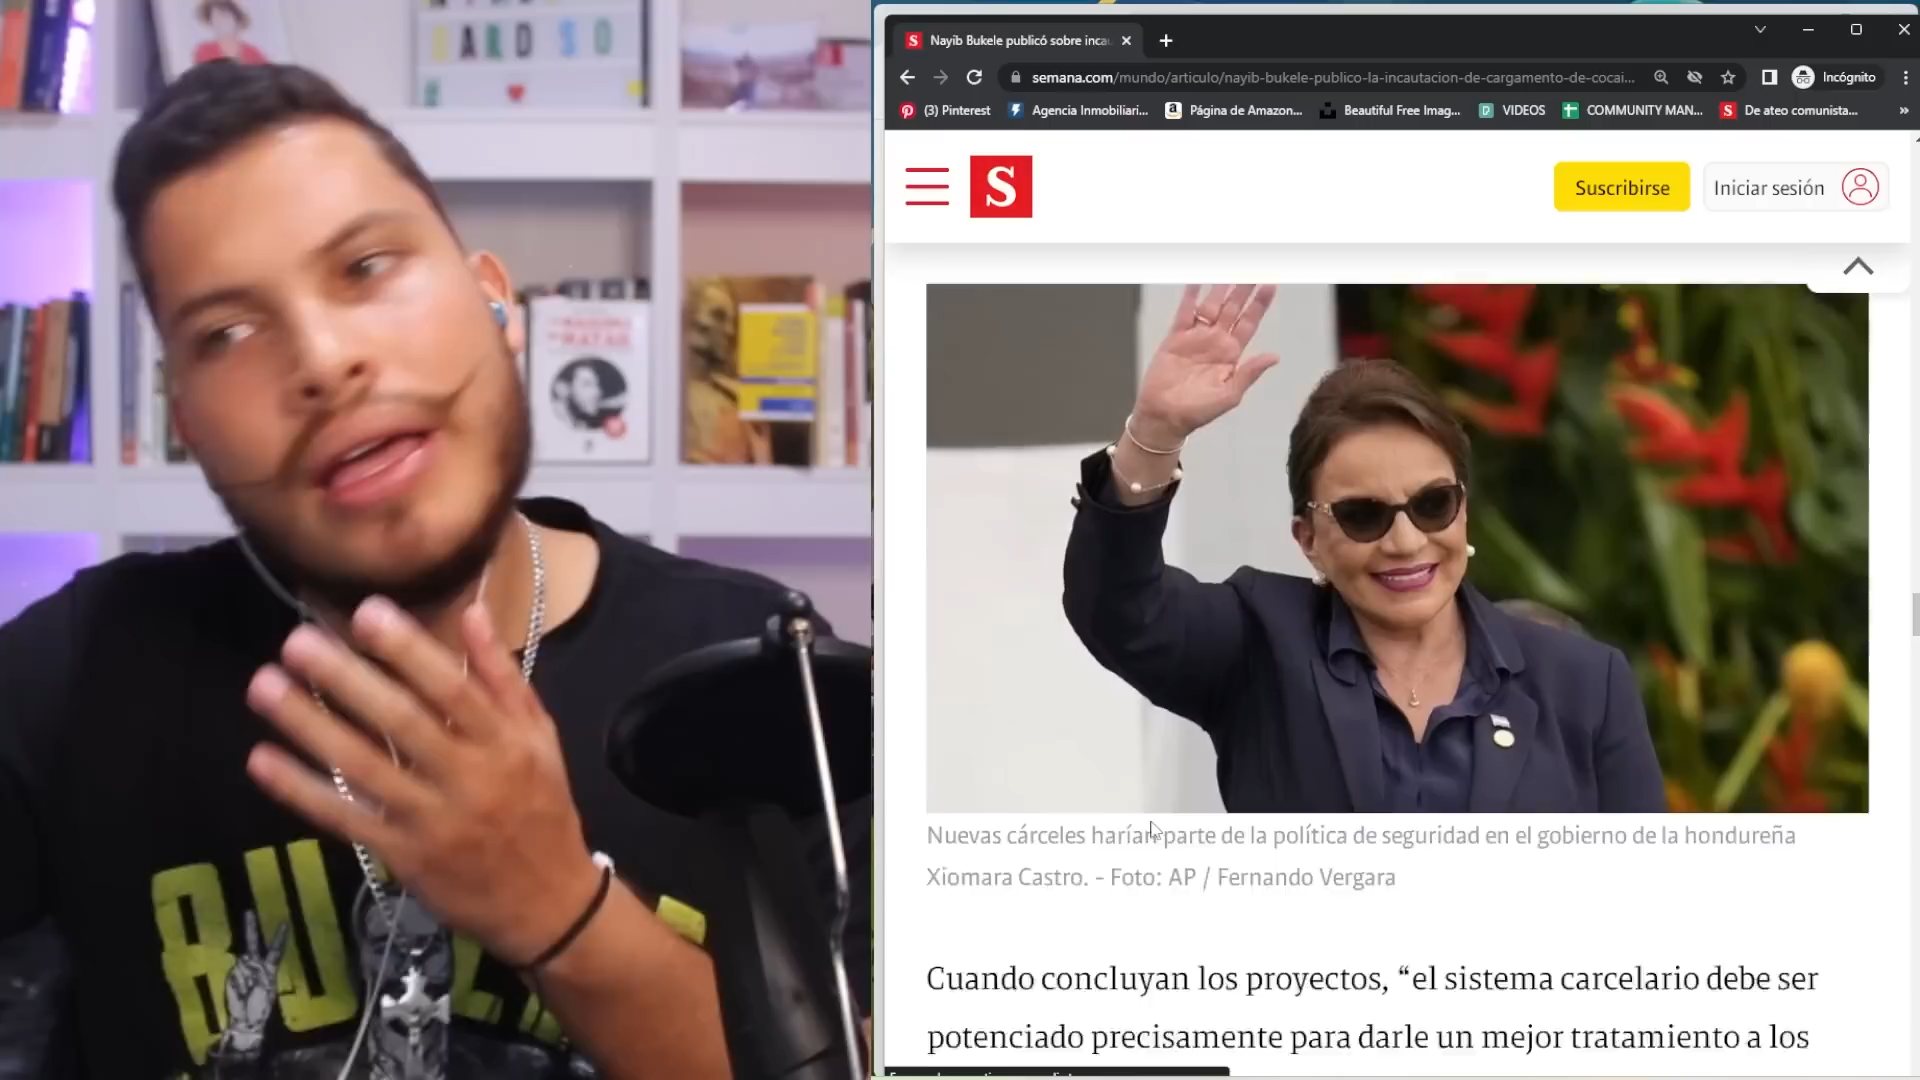 Nayib Bukele publicó sobre inca
semana.com/mundo/articulo/nayib-bukele-publico-la-incautacion-de-cargamento-de-cocai...
Incógnito
(3) Pinterest
Agencia Inmobiliari...
Página de Amazon...
Beautiful Free Imag...
VIDEOS
COMMUNITY MAN...
De ateo comunista...
S
Suscribirse
Iniciar sesión
Nuevas cárceles harían parte de la política de seguridad en el gobierno de la hondureña
Xiomara Castro. - Foto: AP / Fernando Vergara
Cuando concluyan los proyectos, “el sistema carcelario debe ser
potenciado precisamente para darle un mejor tratamiento a los